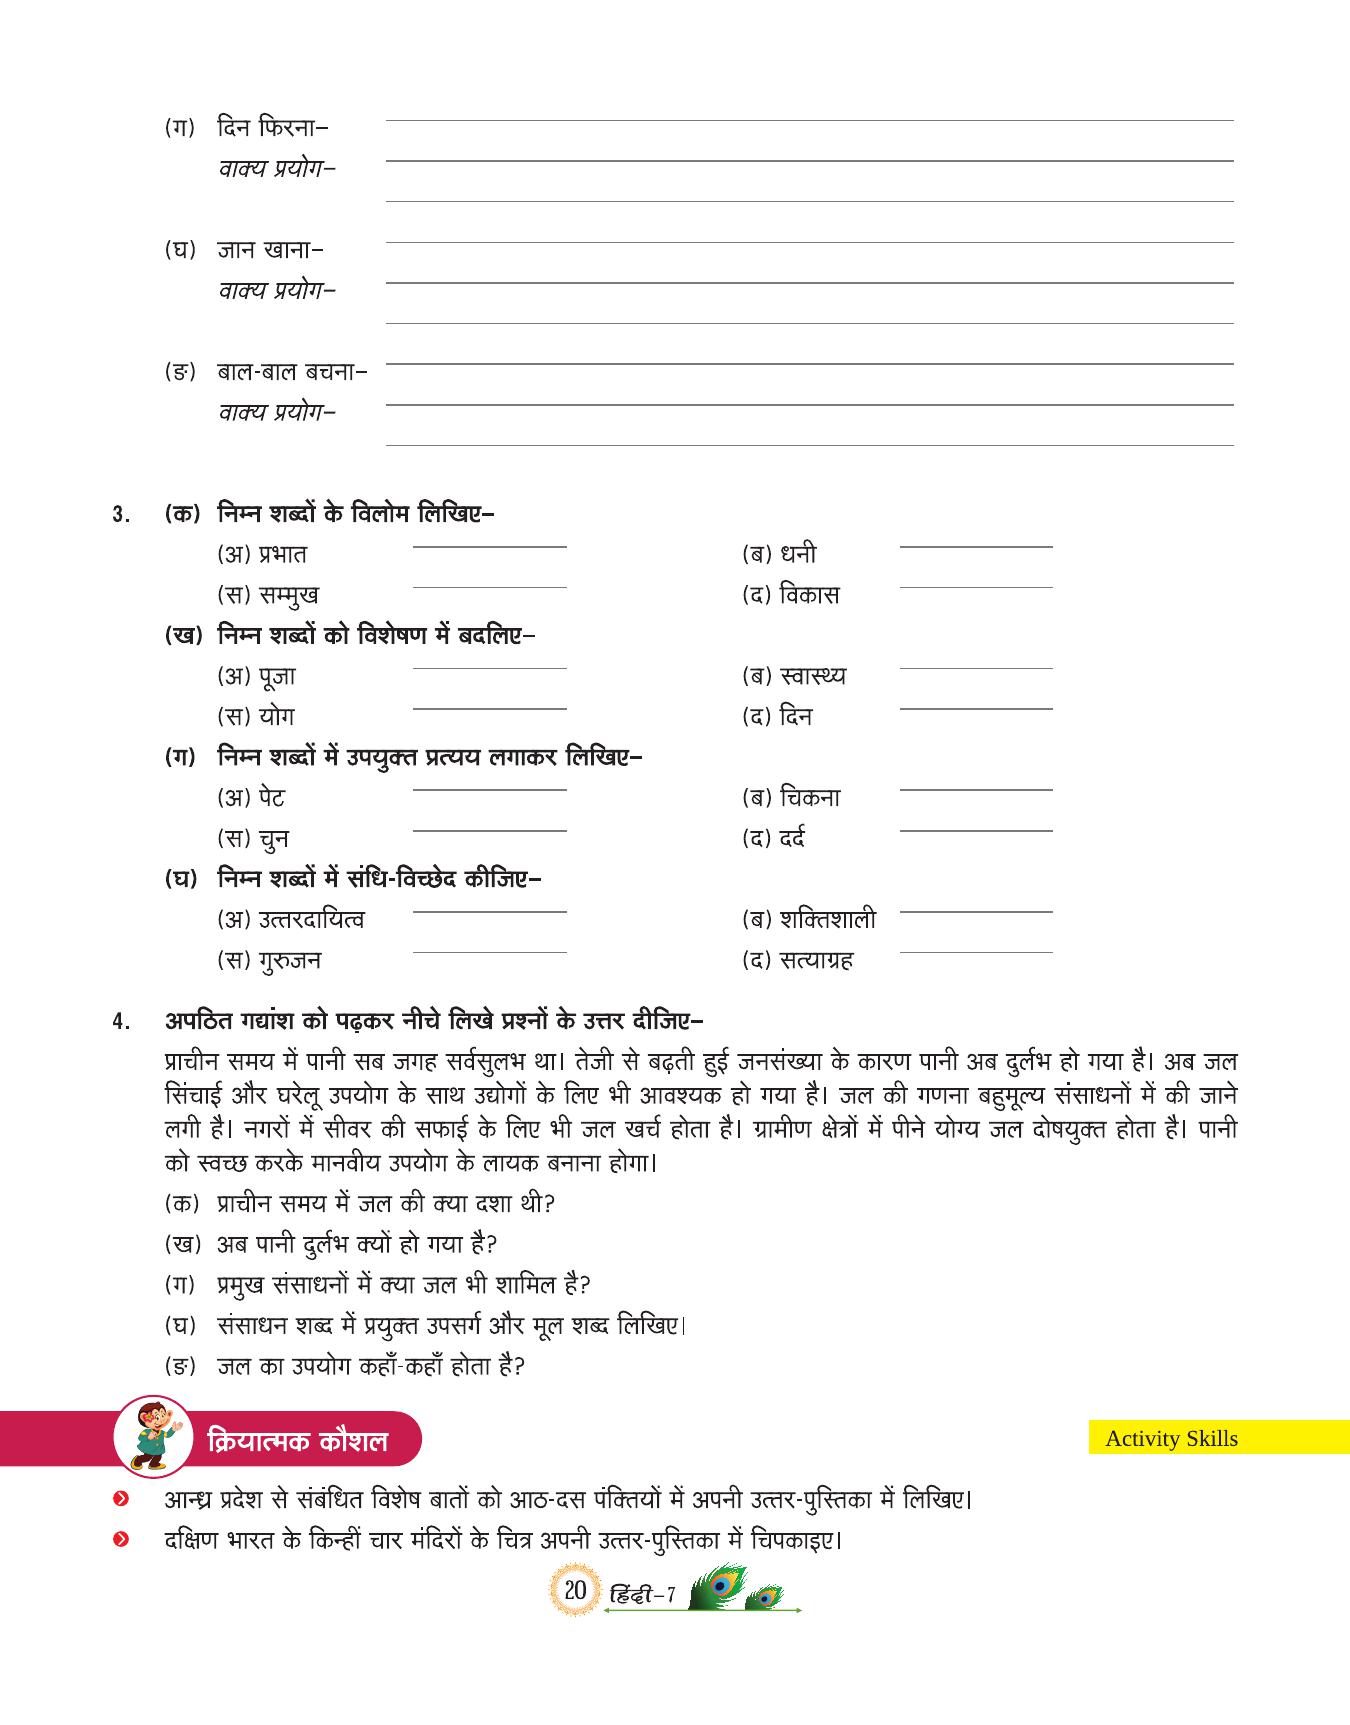 (ग) दिन फिरना–
वाक्य प्रयोग–
(घ) जान खाना–
वाक्य प्रयोग–
(ङ) बाल-बाल बचना–
वाक्य प्रयोग–
3. (क) निम्न शब्दों के विलोम लिखिए–
(अ) प्रभात (ब) धनी
(स) सम्मुख (द) विकास
(ख) निम्न शब्दों को विशेषण में बदलिए–
(अ) पूजा (ब) स्वास्थ्य
(स) योग (द) दिन
(ग) निम्न शब्दों में उपयुक्त प्रत्यय लगाकर लिखिए–
(अ) पेट (ब) चिकना
(स) चुन (द) दर्द
(घ) निम्न शब्दों में संधि-विच्छेद कीजिए–
(अ) उत्तरदायित्व (ब) शक्तिशाली
(स) गुरुजन (द) सत्याग्रह
4. अपठित गद्यांश को पढ़कर नीचे लिखे प्रश्नों के उत्तर दीजिए–
प्राचीन समय में पानी सब जगह सर्वसुलभ था। तेजी से बढ़ती हुई जनसंख्या के कारण पानी अब दुर्लभ हो गया है। अब जल
सिंचाई और घरेलू उपयोग के साथ उद्योगों के लिए भी आवश्यक हो गया है। जल की गणना बहुमूल्य संसाधनों में की जाने
लगी है। नगरों में सीवर की सफाई के लिए भी जल खर्च होता है। ग्रामीण क्षेत्रों में पीने योग्य जल दोषयुक्त होता है। पानी
को स्वच्छ करके मानवीय उपयोग के लायक बनाना होगा।
(क) प्राचीन समय में जल की क्या दशा थी?
(ख) अब पानी दुर्लभ क्यों हो गया है?
(ग) प्रमुख संसाधनों में क्या जल भी शामिल है?
(घ) संसाधन शब्द में प्रयुक्त उपसर्ग और मूल शब्द लिखिए।
(ङ) जल का उपयोग कहाँ-कहाँ होता है?
क्रियात्मक कौशल Activity Skills
आन्ध्र प्रदेश से संबंधित विशेष बातों को आठ-दस पंक्तियों में अपनी उत्तर-पुस्तिका में लिखिए।
दक्षिण भारत के किन्हीं चार मंदिरों के चित्र अपनी उत्तर-पुस्तिका में चिपकाइए।
20 हिंदी–7